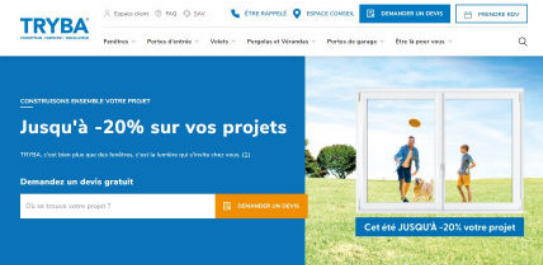 TRYBA
Espace client
FAQ
SAV
ÊTRE RAPPELÉ
ESPACE CONSEIL
DEMANDER UN DEVIS
PRENDRE RDV
Fenêtres
Portes d'entrée
Volets
Pergolas et Vérandas
Portes de garage
Être là pour vous
CONSTRUISONS ENSEMBLE VOTRE PROJET
Jusqu'à -20% sur vos projets
TRYBA, c'est bien plus que des fenêtres, c'est la lumière qui s'invite chez vous. (1)
Demandez un devis gratuit
Où se trouve votre projet ?
DEMANDER UN DEVIS
Cet été JUSQU'À -20% votre projet